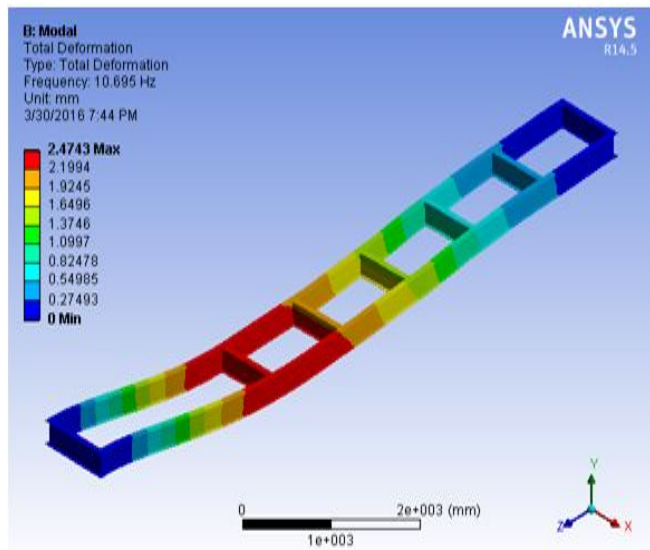 B: Modal
Total Deformation
Type: Total Deformation
Frequency: 10.695 Hz
Unit: mm
3/30/2016 7:44 PM
ANSYS
R14.5
2.4743 Max
2.1994
1.9245
1.6496
1.3746
1.0997
0.82478
0.54985
0.27493
0 Min
0
2e+003 (mm)
1e+003
Y
Z
X